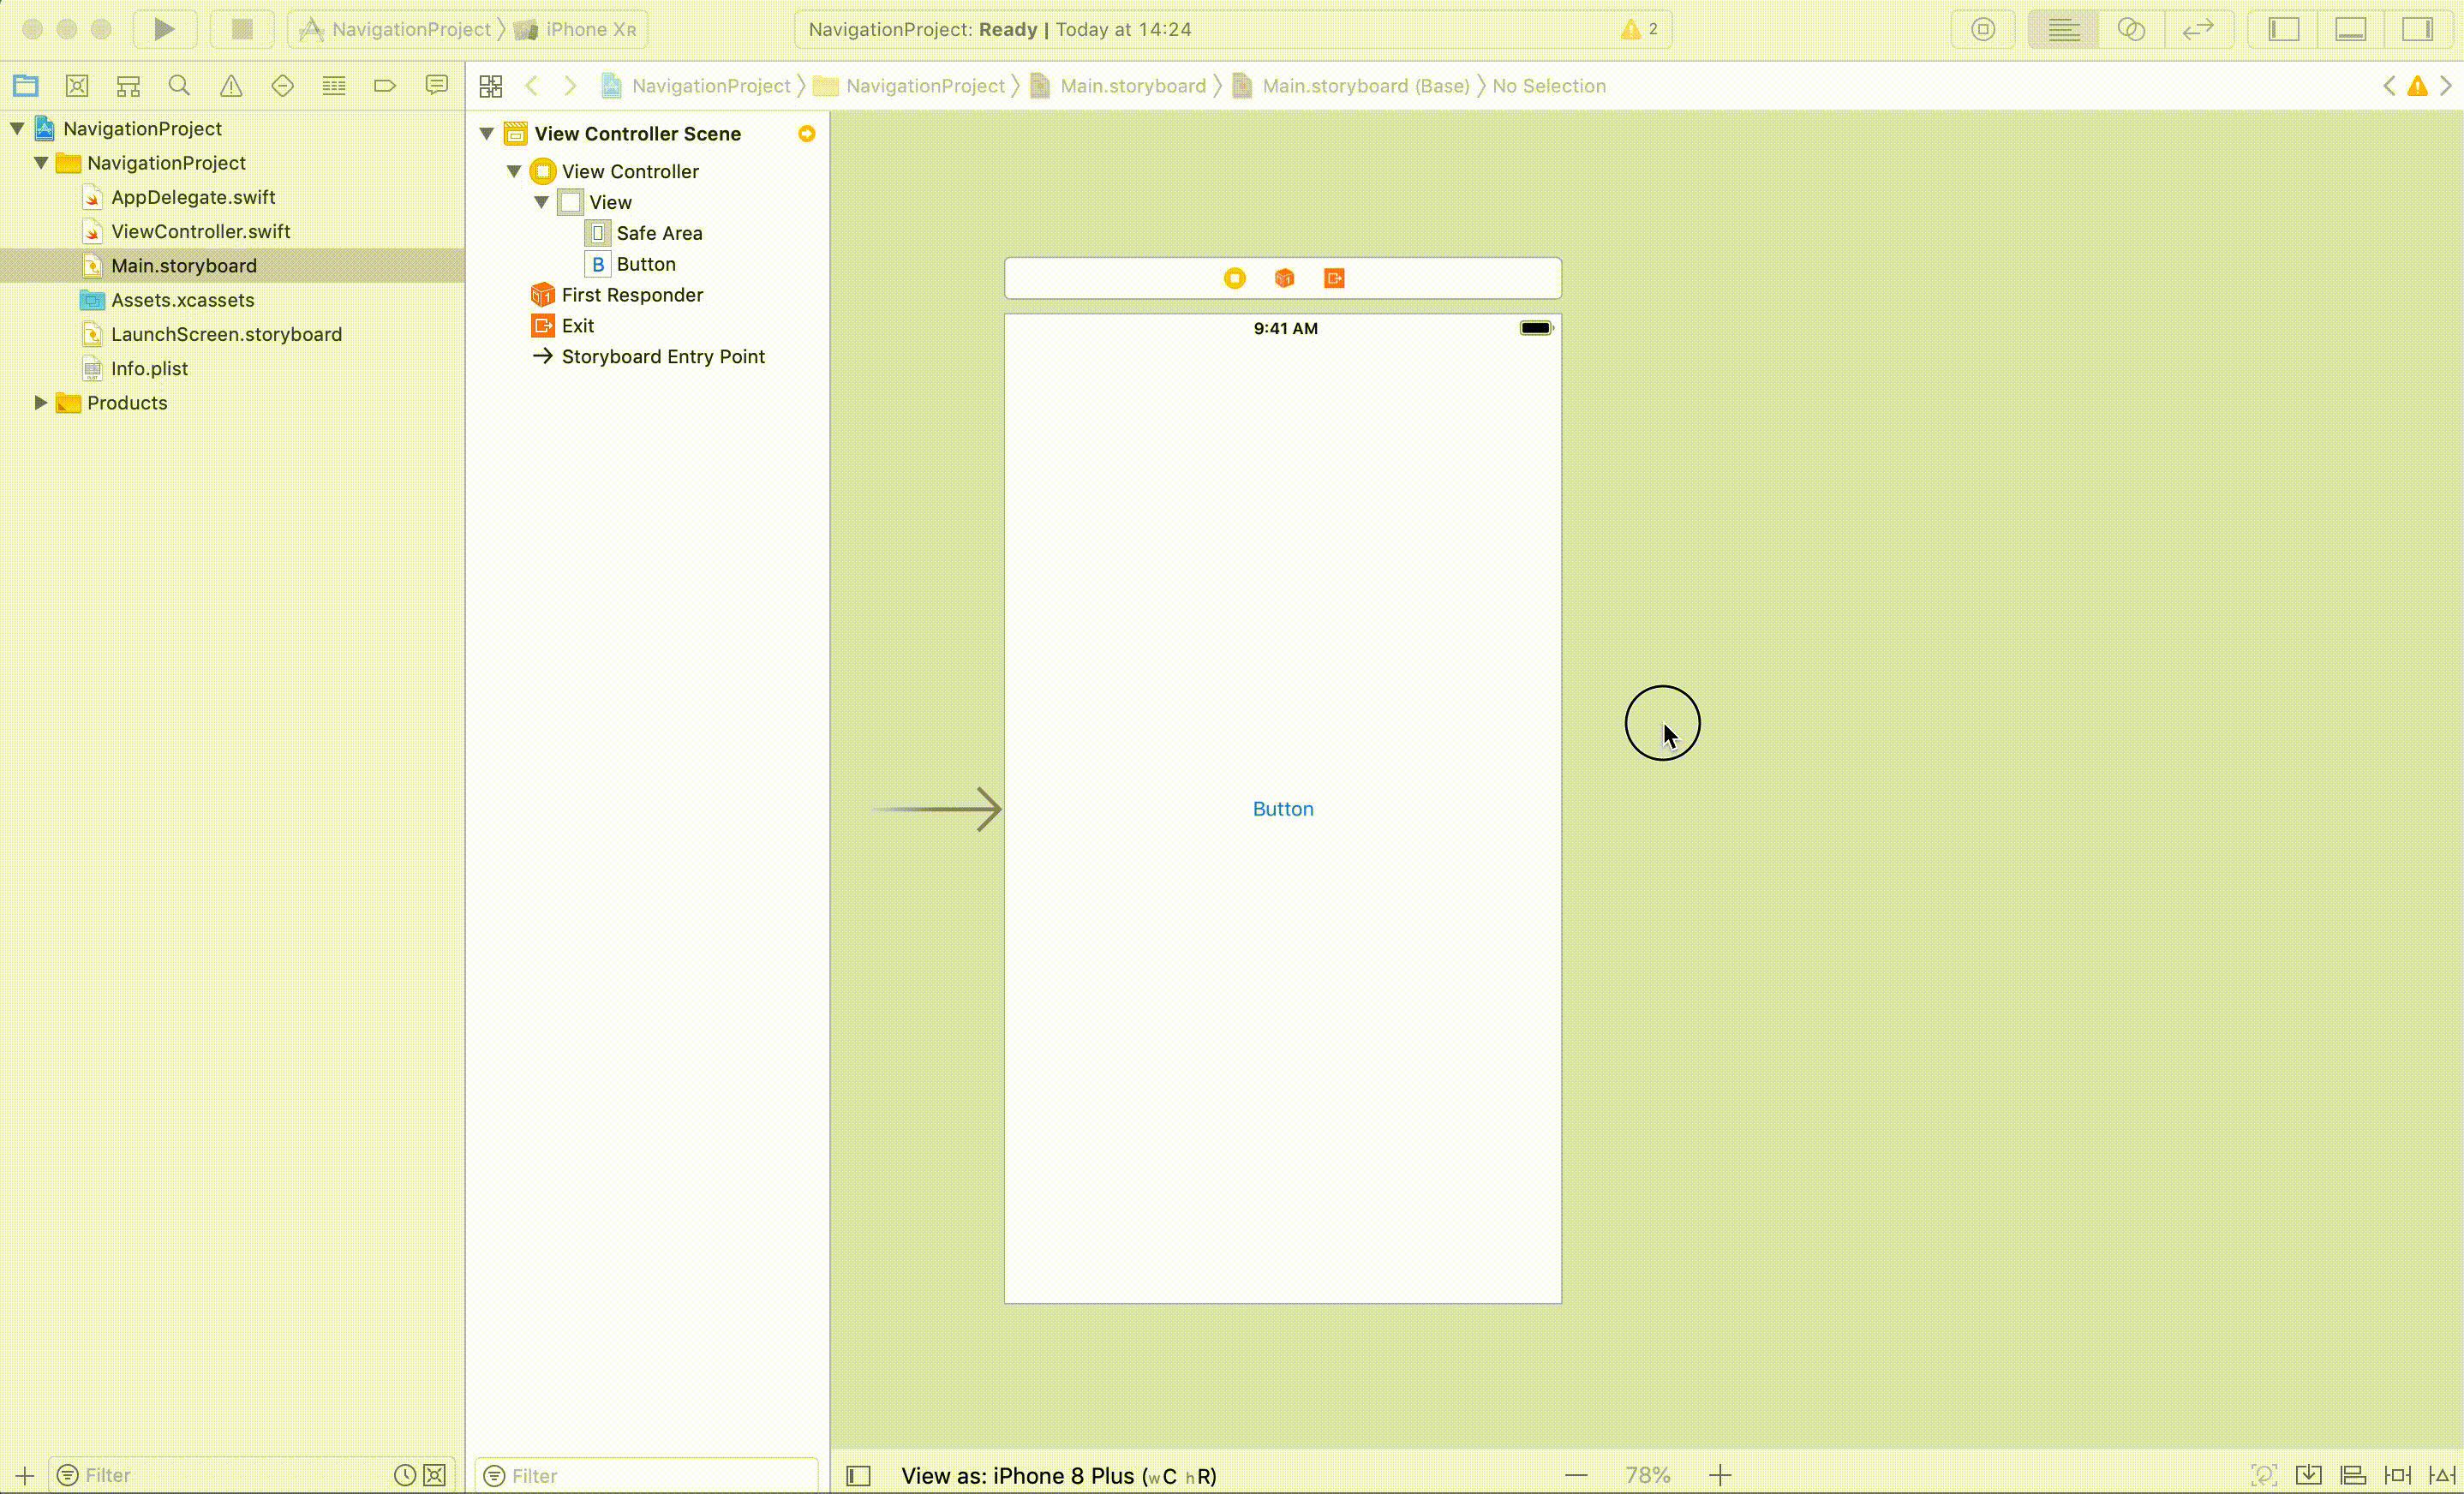 NavigationProject iPhone XR
NavigationProject: Ready | Today at 14:24
2
NavigationProject NavigationProject Main.storyboard Main.storyboard (Base) No Selection
NavigationProject
NavigationProject
AppDelegate.swift
ViewController.swift
Main.storyboard
Assets.xcassets
LaunchScreen.storyboard
Info.plist
Products
Filter
View Controller Scene
View Controller
View
Safe Area
B Button
First Responder
Exit
Storyboard Entry Point
Filter
9:41 AM
Button
View as: iPhone 8 Plus (wC hR)
78%